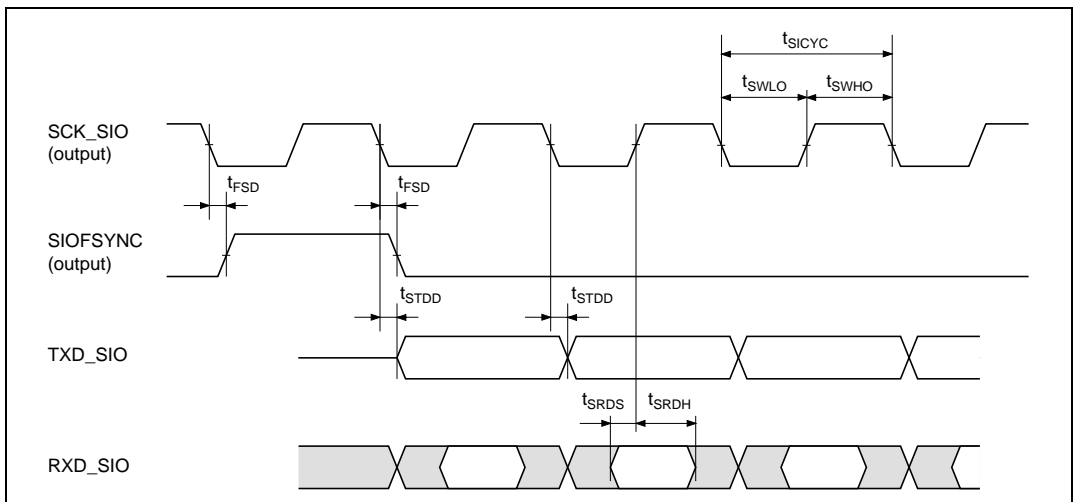 tSICYC
tSWLO tSWHO
SCK_SIO
(output)
tFSD tFSD
SIOFSYNC
(output)
tSTDD tSTDD
TXD_SIO
tSRDS tSRDH
RXD_SIO